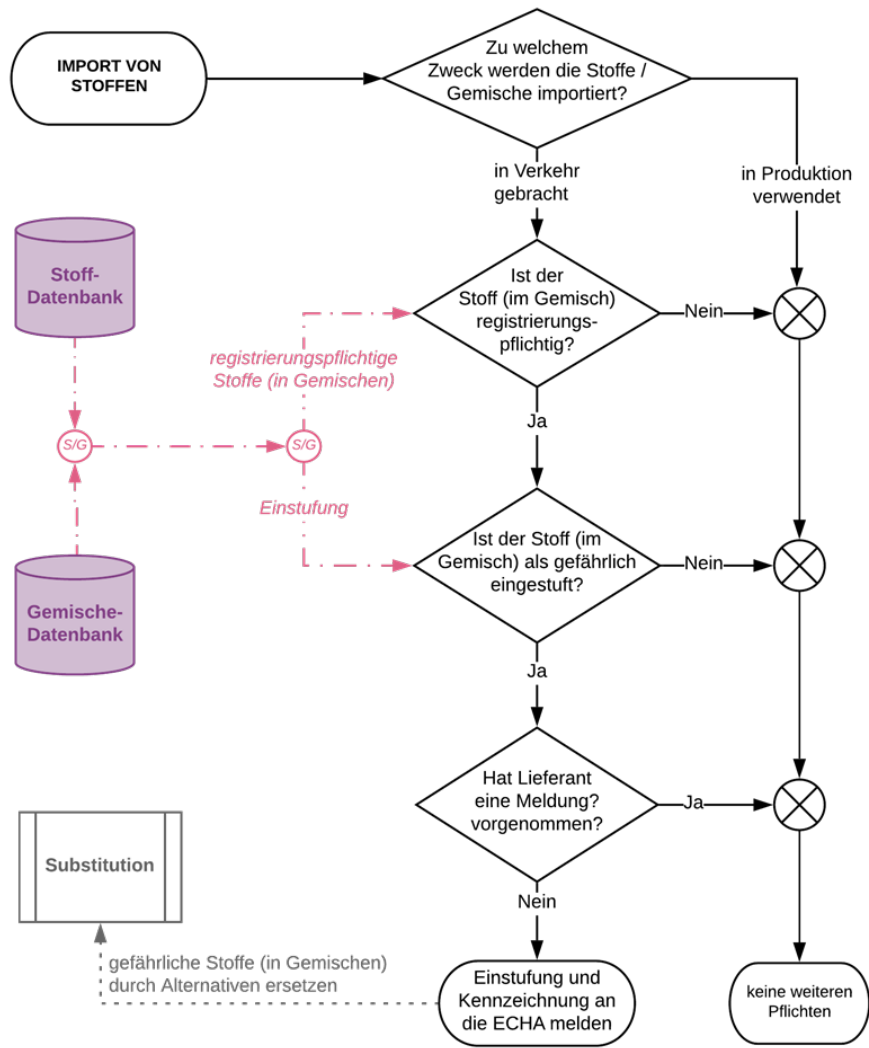 IMPORT VON
STOFFEN
Zu welchem
Zweck werden die Stoffe /
Gemische importiert?
in Verkehr
gebracht
in Produktion
verwendet
Stoff-
Datenbank
Ist der
Stoff (im Gemisch)
registrierungs-
pflichtig?
Nein
registrierungspflichtige
Stoffe (in Gemischen)
Ja
S/G
S/G
Einstufung
Ist der Stoff (im
Gemisch) als gefährlich
eingestuft?
Nein
Gemische-
Datenbank
Ja
Hat Lieferant
eine Meldung?
vorgenommen?
Ja
Substitution
Nein
gefährliche Stoffe (in Gemischen)
durch Alternativen ersetzen
Einstufung und
Kennzeichnung an
die ECHA melden
keine weiteren
Pflichten